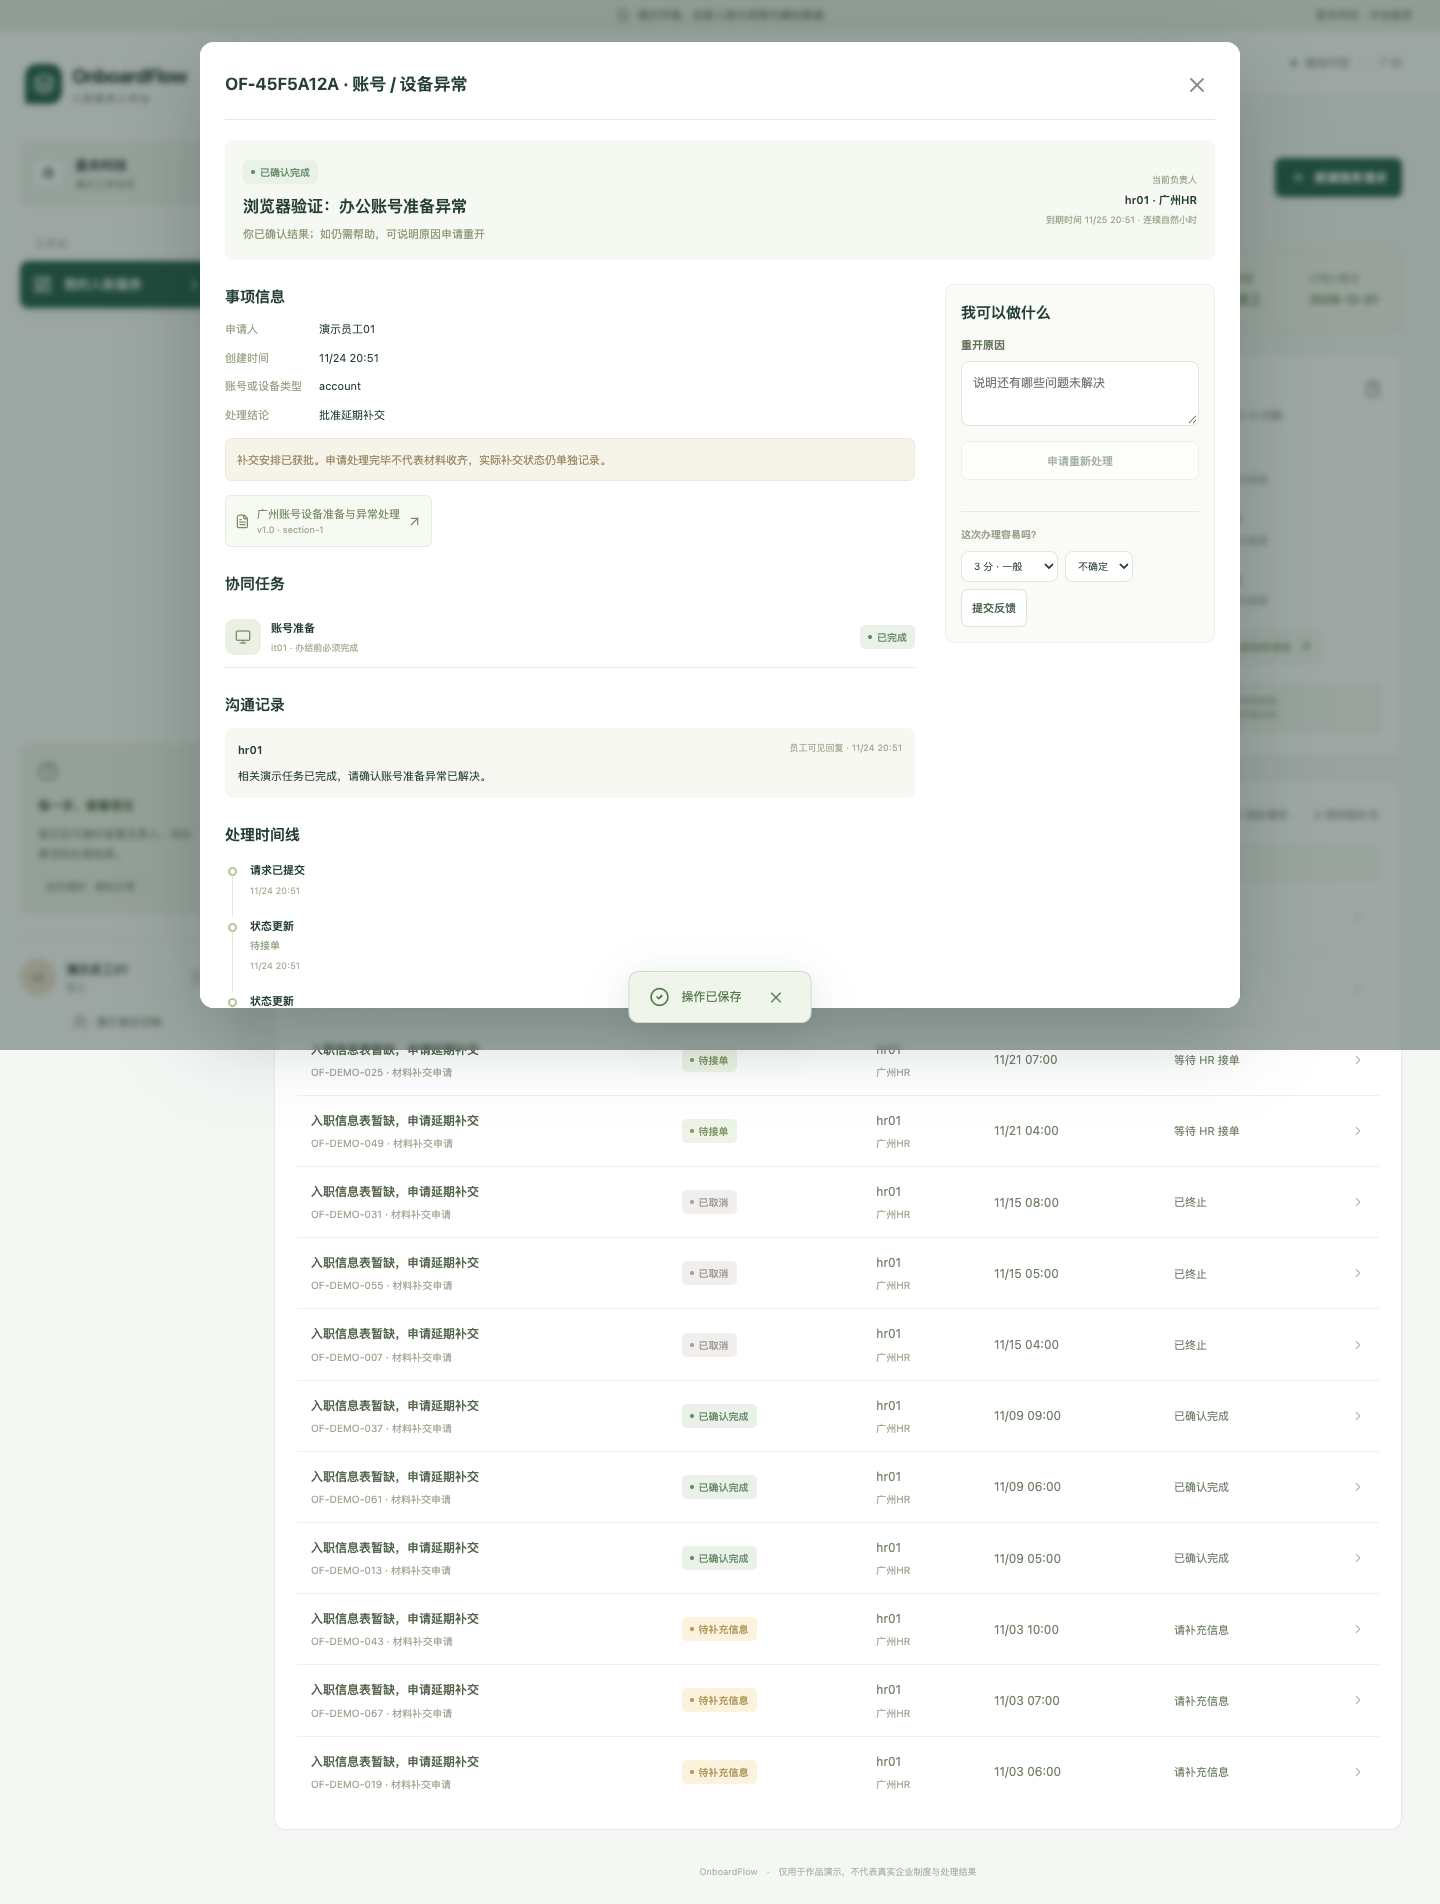 OnboardFlow
OF-45F5A12A · 账号 / 设备异常
已确认完成
浏览器验证：办公账号准备异常
你已确认结果；如仍需帮助，可说明原因申请重开
当前负责人
hr01 · 广州HR
到期时间 11/25 20:51 · 连续自然小时
事项信息
申请人 演示员工01
创建时间 11/24 20:51
账号或设备类型 account
处理结论 批准延期补交
补交安排已获批。申请处理完毕不代表材料收齐，实际补交状态仍单独记录。
广州账号设备准备与异常处理
v1.0 · section-1
协同任务
账号准备
it01 · 办结前必须完成
已完成
沟通记录
hr01
员工可见回复 · 11/24 20:51
相关演示任务已完成，请确认账号准备异常已解决。
处理时间线
请求已提交
11/24 20:51
状态更新
待接单
11/24 20:51
状态更新
我可以做什么
重开原因
说明还有哪些问题未解决
申请重新处理
这次办理容易吗?
3 分 · 一般
不确定
提交反馈
操作已保存
入职信息表暂缺，申请延期补交
OF-DEMO-025 · 材料补交申请
待接单
hr01
广州HR
11/21 07:00
等待 HR 接单
入职信息表暂缺，申请延期补交
OF-DEMO-049 · 材料补交申请
待接单
hr01
广州HR
11/21 04:00
等待 HR 接单
入职信息表暂缺，申请延期补交
OF-DEMO-031 · 材料补交申请
已取消
hr01
广州HR
11/15 08:00
已终止
入职信息表暂缺，申请延期补交
OF-DEMO-055 · 材料补交申请
已取消
hr01
广州HR
11/15 05:00
已终止
入职信息表暂缺，申请延期补交
OF-DEMO-007 · 材料补交申请
已取消
hr01
广州HR
11/15 04:00
已终止
入职信息表暂缺，申请延期补交
OF-DEMO-037 · 材料补交申请
已确认完成
hr01
广州HR
11/09 09:00
已确认完成
入职信息表暂缺，申请延期补交
OF-DEMO-061 · 材料补交申请
已确认完成
hr01
广州HR
11/09 06:00
已确认完成
入职信息表暂缺，申请延期补交
OF-DEMO-013 · 材料补交申请
已确认完成
hr01
广州HR
11/09 05:00
已确认完成
入职信息表暂缺，申请延期补交
OF-DEMO-043 · 材料补交申请
待补充信息
hr01
广州HR
11/03 10:00
请补充信息
入职信息表暂缺，申请延期补交
OF-DEMO-067 · 材料补交申请
待补充信息
hr01
广州HR
11/03 07:00
请补充信息
入职信息表暂缺，申请延期补交
OF-DEMO-019 · 材料补交申请
待补充信息
hr01
广州HR
11/03 06:00
请补充信息
OnboardFlow · 仅用于作品演示，不代表真实企业制度与处理结果